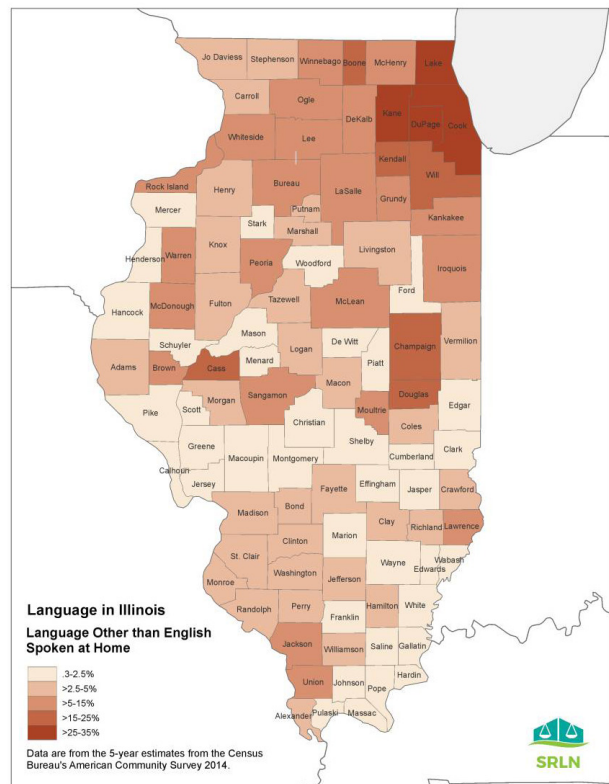 Jo Daviess
Stephenson
Winnebago
Boone
McHenry
Lake
Carroll
Ogle
DeKalb
Kane
DuPage
Cook
Whiteside
Lee
Kendall
Will
Rock Island
Henry
Bureau
LaSalle
Grundy
Putnam
Kankakee
Mercer
Stark
Marshall
Knox
Livingston
Henderson
Warren
Peoria
Woodford
Iroquois
Ford
Hancock
McDonough
Fulton
Tazewell
McLean
Mason
Schuyler
Logan
De Witt
Champaign
Vermilion
Adams
Brown
Cass
Menard
Macon
Piatt
Douglas
Morgan
Sangamon
Moultrie
Edgar
Pike
Scott
Christian
Coles
Shelby
Greene
Macoupin
Montgomery
Cumberland
Clark
Calhoun
Jersey
Effingham
Jasper
Crawford
Fayette
Bond
Madison
Clay
Richland
Lawrence
Marion
Clinton
St. Clair
Wayne
Wabash
Edwards
Washington
Jefferson
Monroe
Randolph
Perry
Hamilton
White
Franklin
Jackson
Williamson
Saline
Gallatin
Hardin
Union
Johnson
Pope
Alexander
Pulaski
Massac
Language in Illinois
Language Other than English
Spoken at Home
.3-2.5%
>2.5-5%
>5-15%
>15-25%
>25-35%
Data are from the 5-year estimates from the Census
Bureau's American Community Survey 2014.
SRLN